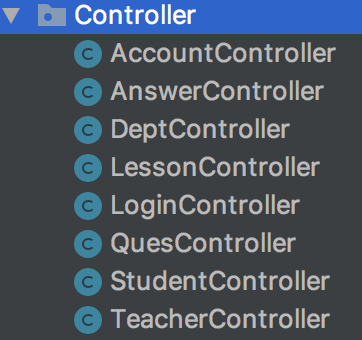 Controller
AccountController
AnswerController
DeptController
LessonController
LoginController
QuesController
StudentController
TeacherController